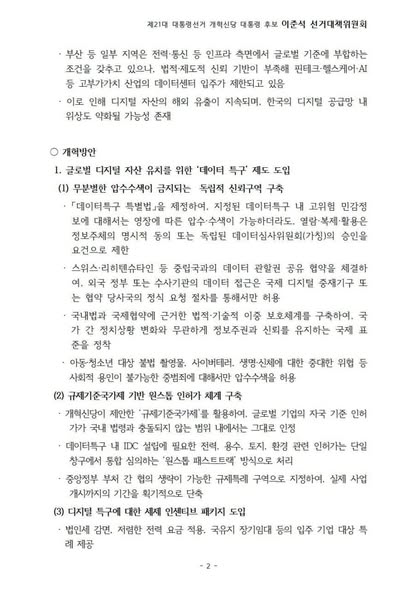 제21대 대통령선거 개혁신당 대통령 후보 이준석 선거대책위원회
· 부산 등 일부 지역은 전력·통신 등 인프라 측면에서 글로벌 기준에 부합하는
조건을 갖추고 있으나, 법적·제도적 신뢰 기반이 부족해 핀테크·헬스케어·AI
등 고부가가치 산업의 데이터센터 입주가 제한되고 있음
· 이로 인해 디지털 자산의 해외 유출이 지속되며, 한국의 디지털 공급망 내
위상도 약화될 가능성 존재
○ 개혁방안
1. 글로벌 디지털 자산 유치를 위한 '데이터 특구' 제도 도입
(1) 무분별한 압수수색이 금지되는 독립적 신뢰구역 구축
· 「데이터특구 특별법」을 제정하여, 지정된 데이터특구 내 고위험 민감정
보에 대해서는 영장에 따른 압수·수색이 가능하더라도, 열람·복제·활용은
정보주체의 명시적 동의 또는 독립된 데이터심사위원회(가칭)의 승인을
요건으로 제한
· 스위스·리히텐슈타인 등 중립국과의 데이터 관할권 공유 협약을 체결하
여, 외국 정부 또는 수사기관의 데이터 접근은 국제 디지털 중재기구 또
는 협약 당사국의 정식 요청 절차를 통해서만 허용
· 국내법과 국제협약에 근거한 법적·기술적 이중 보호체계를 구축하여, 국
가 간 정치상황 변화와 무관하게 정보주권과 신뢰를 유지하는 국제 표
준을 정착
· 아동·청소년 대상 불법 촬영물, 사이버테러, 생명·신체에 대한 중대한 위협 등
사회적 용인이 불가능한 중범죄에 대해서만 압수수색을 허용
(2) 규제기준국가제 기반 원스톱 인허가 체계 구축
· 개혁신당이 제안한 '규제기준국가제'를 활용하여, 글로벌 기업의 자국 기준 인허
가가 국내 법령과 충돌되지 않는 범위 내에서는 그대로 인정
· 데이터특구 내 IDC 설립에 필요한 전력, 용수, 토지, 환경 관련 인허가는 단일
창구에서 통합 심의하는 '원스톱 패스트트랙' 방식으로 처리
· 중앙정부 부처 간 협의 생략이 가능한 규제특례 구역으로 지정하여, 실제 사업
개시까지의 기간을 획기적으로 단축
(3) 디지털 특구에 대한 세제 인센티브 패키지 도입
· 법인세 감면, 저렴한 전력 요금 적용, 국유지 장기임대 등의 입주 기업 대상 특
례 제공
- 2 -